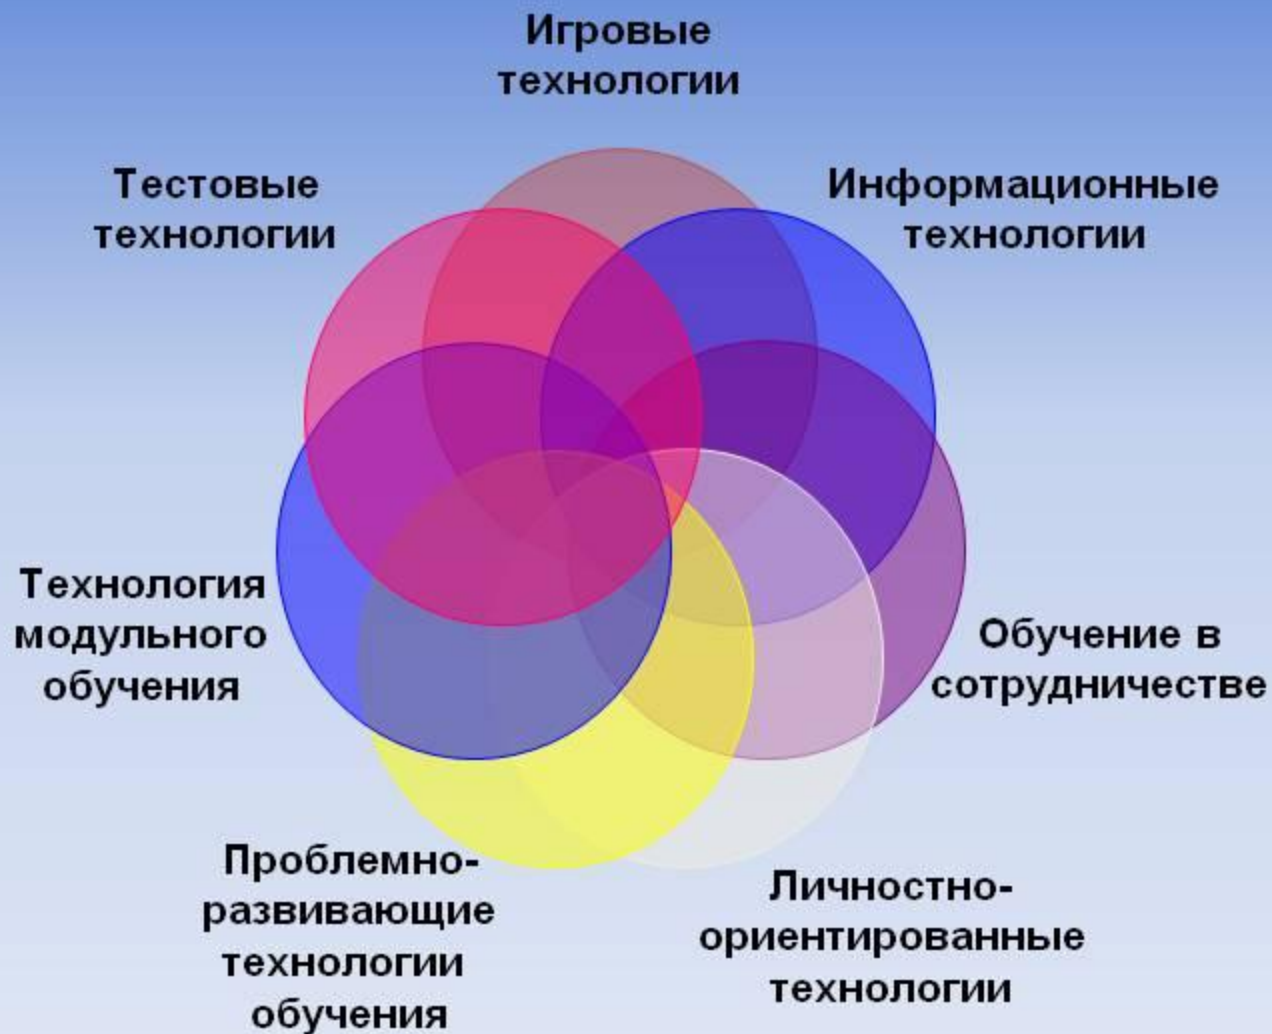 Игровые
технологии
Тестовые
технологии
Информационные
технологии
Технология
модульного
обучения
Обучение в
сотрудничестве
Проблемно-
развивающие
технологии
обучения
Личностно-
ориентированные
технологии